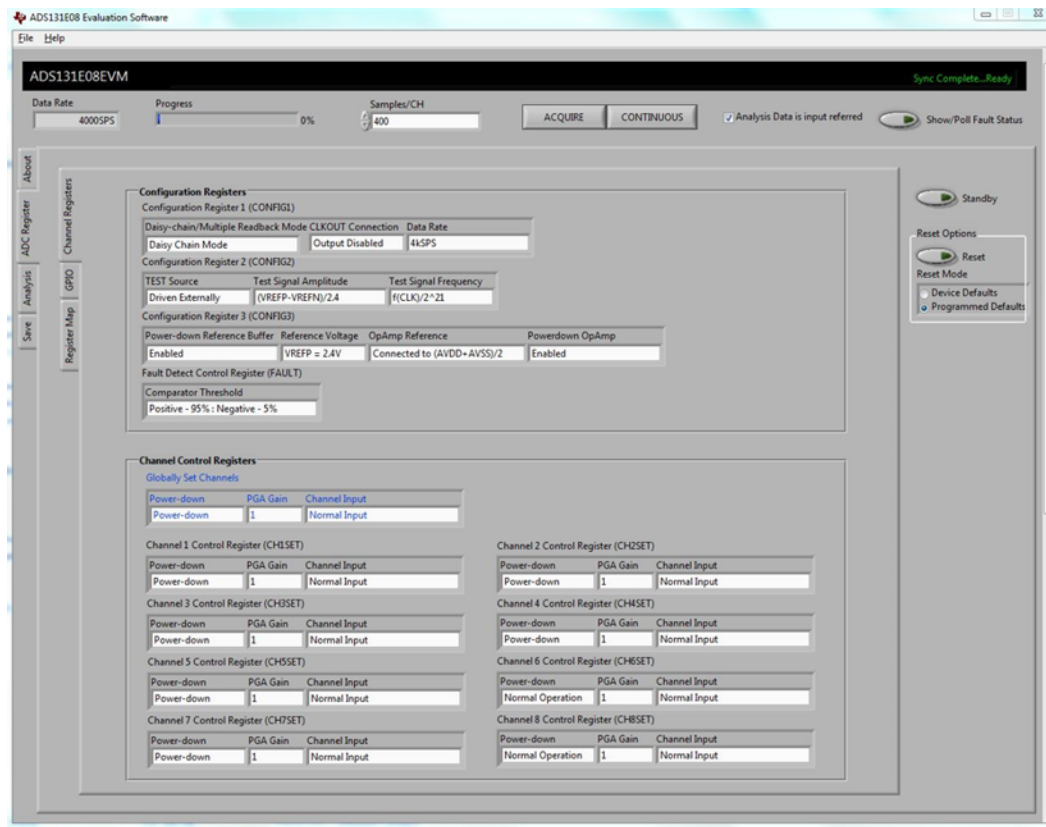 ADS131E08 Evaluation Software
File Help
ADS131E08EVM
Sync Complete...Ready
Data Rate
4000SPS
Progress
0%
Samples/CH
400
ACQUIRE
CONTINUOUS
Analysis Data is input referred
Show/Poll Fault Status
About
ADC Register
Analysis
Save
Channel Registers
GPIO
Register Map
Configuration Registers
Configuration Register 1 (CONFIG1)
Daisy-chain/Multiple Readback Mode CLKOUT Connection Data Rate
Daisy Chain Mode Output Disabled 4kSPS
Configuration Register 2 (CONFIG2)
TEST Source Test Signal Amplitude Test Signal Frequency
Driven Externally (VREFP-VREFN)/2.4 f(CLK)/2^21
Configuration Register 3 (CONFIG3)
Power-down Reference Buffer Reference Voltage OpAmp Reference Powerdown OpAmp
Enabled VREFP = 2.4V Connected to (AVDD+AVSS)/2 Enabled
Fault Detect Control Register (FAULT)
Comparator Threshold
Positive - 95% : Negative - 5%
Standby
Reset Options
Reset
Reset Mode
Device Defaults
Programmed Defaults
Channel Control Registers
Globally Set Channels
Power-down PGA Gain Channel Input
Power-down 1 Normal Input
Channel 1 Control Register (CH1SET)
Power-down PGA Gain Channel Input
Power-down 1 Normal Input
Channel 2 Control Register (CH2SET)
Power-down PGA Gain Channel Input
Power-down 1 Normal Input
Channel 3 Control Register (CH3SET)
Power-down PGA Gain Channel Input
Power-down 1 Normal Input
Channel 4 Control Register (CH4SET)
Power-down PGA Gain Channel Input
Power-down 1 Normal Input
Channel 5 Control Register (CH5SET)
Power-down PGA Gain Channel Input
Power-down 1 Normal Input
Channel 6 Control Register (CH6SET)
Power-down PGA Gain Channel Input
Normal Operation 1 Normal Input
Channel 7 Control Register (CH7SET)
Power-down PGA Gain Channel Input
Power-down 1 Normal Input
Channel 8 Control Register (CH8SET)
Power-down PGA Gain Channel Input
Normal Operation 1 Normal Input